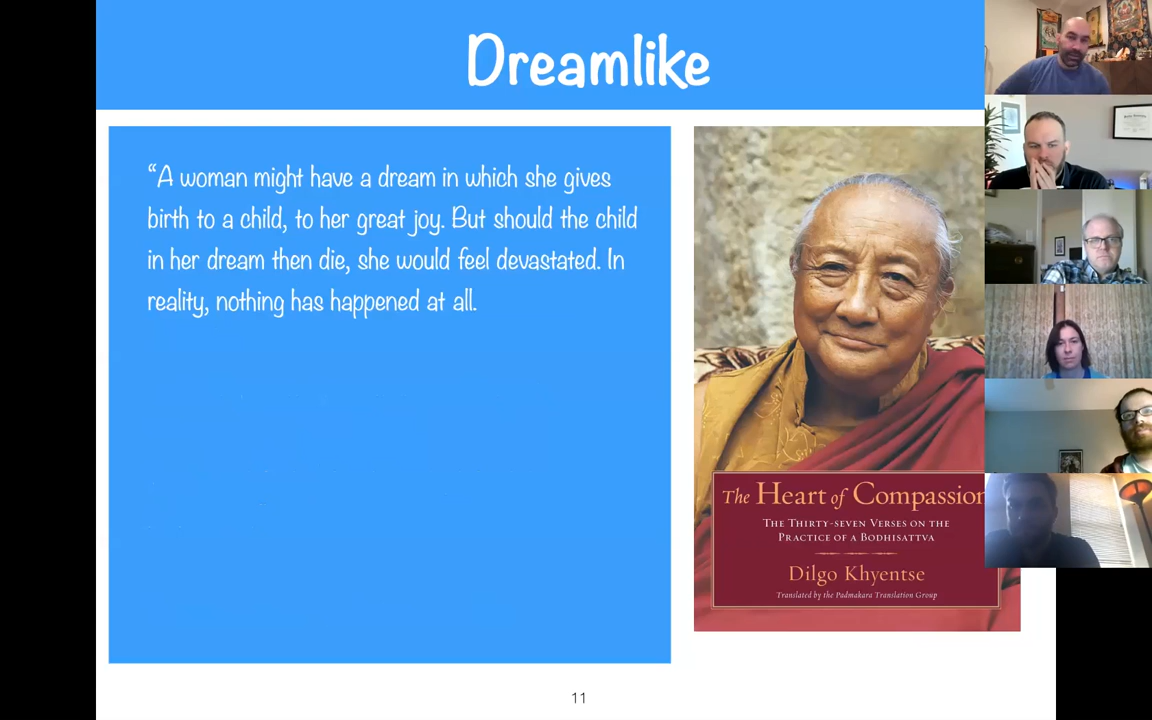 Dreamlike
“A woman might have a dream in which she gives
birth to a child, to her great joy. But should the child
in her dream then die, she would feel devastated. In
reality, nothing has happened at all.
The Heart of Compassion
THE THIRTY-SEVEN VERSES ON THE
PRACTICE OF A BODHISATTVA
Dilgo Khyentse
Translated by the Padmakara Translation Group
11